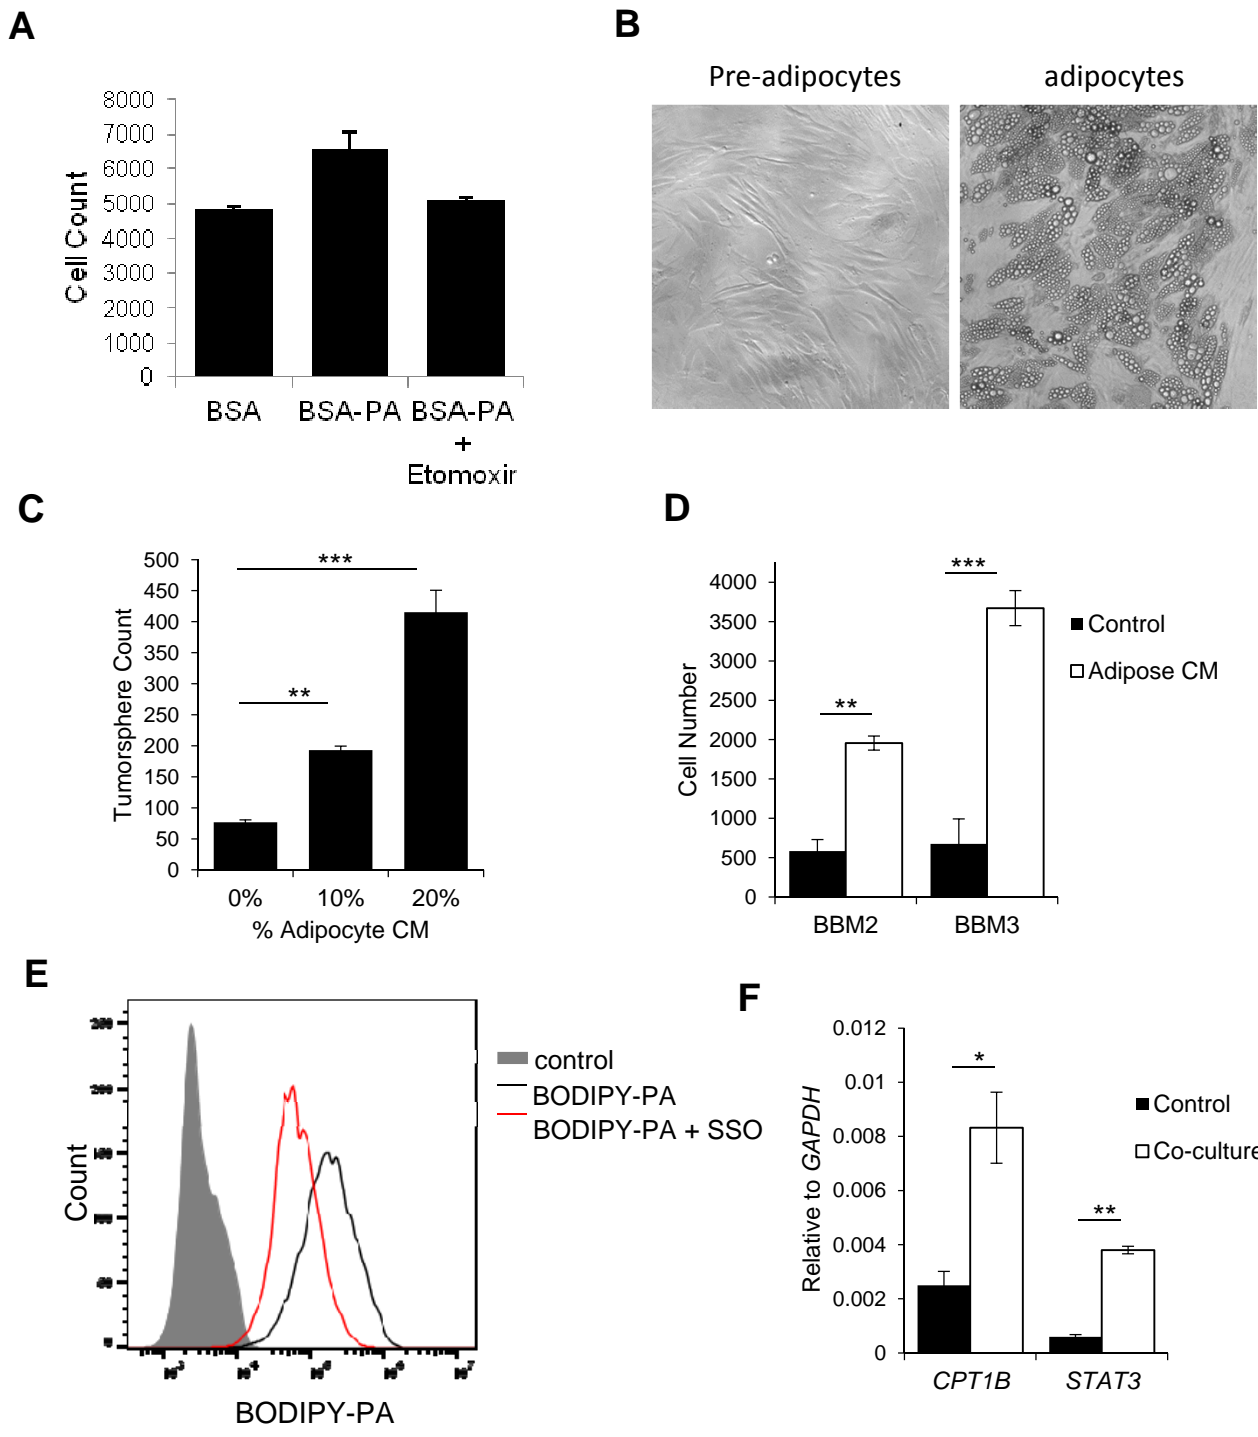 A
8000
7000
6000
5000
4000
3000
2000
1000
0
Cell Count
BSA
BSA-PA
BSA-PA
+
Etomoxir
B
Pre-adipocytes
adipocytes
C
500
450
400
350
300
250
200
150
100
50
0
Tumorsphere Count
***
**
0%
10%
20%
% Adipocyte CM
D
4000
3500
3000
2500
2000
1500
1000
500
0
Cell Number
**
***
Control
Adipose CM
BBM2
BBM3
E
Count
control
BODIPY-PA
BODIPY-PA + SSO
BODIPY-PA
F
0.012
0.01
0.008
0.006
0.004
0.002
0
Relative to GAPDH
*
**
Control
Co-culture
CPT1B
STAT3